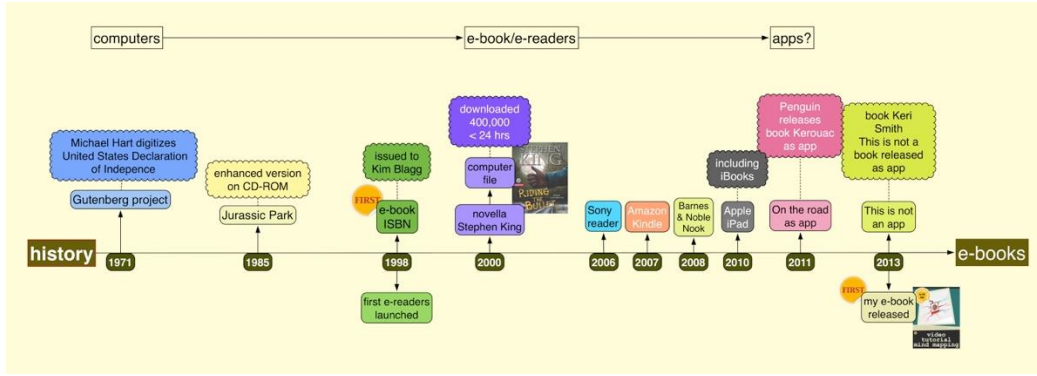 computers
e-book/e-readers
apps?
Michael Hart digitizes
United States Declaration
of Indepence
Gutenberg project
enhanced version
on CD-ROM
Jurassic Park
issued to
Kim Blagg
FIRST
e-book
ISBN
downloaded
400,000
< 24 hrs
computer
file
novella
Stephen King
STEPHEN
KING
RIDING
THE
BULLET
Sony
reader
Amazon
Kindle
Barnes
& Noble
Nook
including
iBooks
Apple
iPad
Penguin
releases
book Kerouac
as app
On the road
as app
book Keri
Smith
This is not a
book released
as app
This is not
an app
history
1971
1985
1998
2000
2006
2007
2008
2010
2011
2013
e-books
first e-readers
launched
FIRST
my e-book
released
video
tutorial
mind mapping